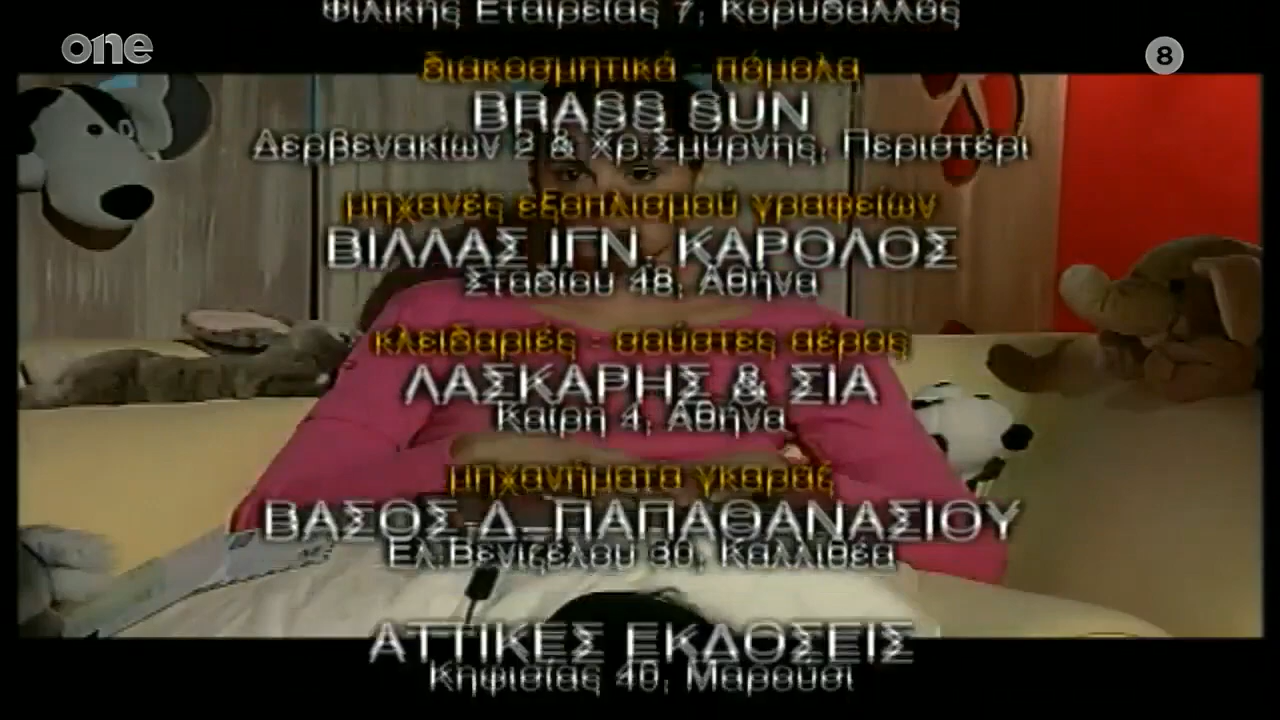 Φιλικής Εταιρείας 7, Κορυδαλλός
one
8
διακοσμητικά - πόμολα
BRASS SUN
Δερβενακίων 2 & Χρ.Σμύρνης, Περιστέρι
μηχανές εξοπλισμού γραφείων
ΒΙΛΛΑΣ ΙΓΝ. ΚΑΡΟΛΟΣ
Σταδίου 48, Αθήνα
κλειδαριές - σούστες αέρος
ΛΑΣΚΑΡΗΣ & ΣΙΑ
Καΐρη 4, Αθήνα
μηχανήματα γκαράζ
ΒΑΣΟΣ Δ. ΠΑΠΑΘΑΝΑΣΙΟΥ
Ελ.Βενιζέλου 30, Καλλιθέα
ΑΤΤΙΚΕΣ ΕΚΔΟΣΕΙΣ
Κηφισίας 40, Μαρούσι